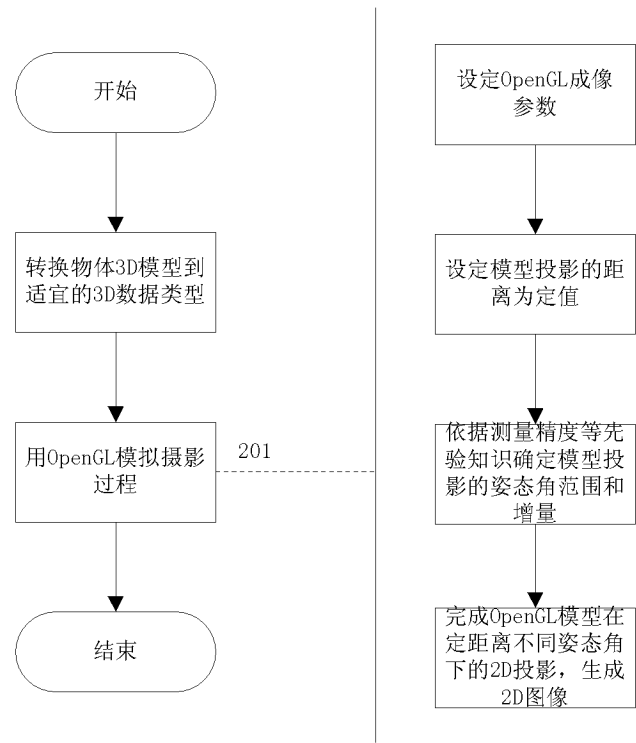 开始
转换物体3D模型到
适宜的3D数据类型
用OpenGL模拟摄影
过程
201
结束
设定OpenGL成像
参数
设定模型投影的距
离为定值
依据测量精度等先
验知识确定模型投
影的姿态角范围和
增量
完成OpenGL模型在
定距离不同姿态角
下的2D投影，生成
2D图像